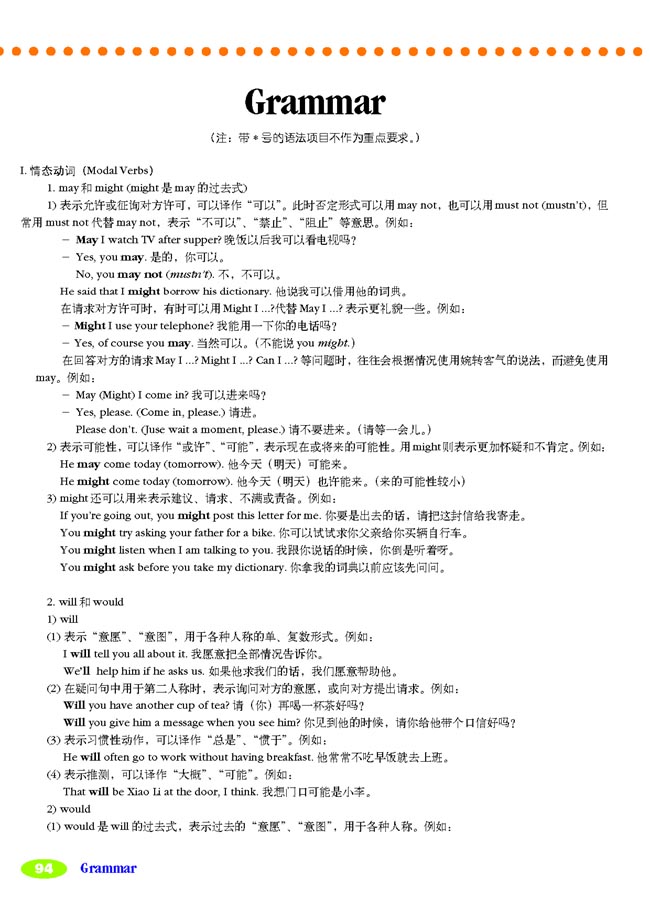 Grammar
（注：带＊号的语法项目不作为重点要求。）
I. 情态动词（Modal Verbs）
1. may 和 might (might 是 may 的过去式)
1) 表示允许或征询对方许可，可以译作“可以”。此时否定形式可以用 may not，也可以用 must not (mustn't)，但
常用 must not 代替 may not，表示“不可以”、“禁止”、“阻止”等意思。例如：
− May I watch TV after supper? 晚饭以后我可以看电视吗？
− Yes, you may. 是的，你可以。
No, you may not (mustn't). 不，不可以。
He said that I might borrow his dictionary. 他说我可以借用他的词典。
在请求对方许可时，有时可以用 Might I ...?代替 May I ...? 表示更礼貌一些。例如：
− Might I use your telephone? 我能用一下你的电话吗？
− Yes, of course you may. 当然可以。（不能说 you might.）
在回答对方的请求 May I ...? Might I ...? Can I ...? 等问题时，往往会根据情况使用婉转客气的说法，而避免使用
may。例如：
− May (Might) I come in? 我可以进来吗？
− Yes, please. (Come in, please.) 请进。
Please don't. (Juse wait a moment, please.) 请不要进来。（请等一会儿。）
2) 表示可能性，可以译作“或许”、“可能”，表示现在或将来的可能性。用might则表示更加怀疑和不肯定。例如：
He may come today (tomorrow). 他今天（明天）可能来。
He might come today (tomorrow). 他今天（明天）也许能来。（来的可能性较小）
3) might 还可以用来表示建议、请求、不满或责备。例如：
If you're going out, you might post this letter for me. 你要是出去的话，请把这封信给我寄走。
You might try asking your father for a bike. 你可以试试求你父亲给你买辆自行车。
You might listen when I am talking to you. 我跟你说话的时候，你倒是听着呀。
You might ask before you take my dictionary. 你拿我的词典以前应该先问问。
2. will 和 would
1) will
(1) 表示“意愿”、“意图”，用于各种人称的单、复数形式。例如：
I will tell you all about it. 我愿意把全部情况告诉你。
We'll help him if he asks us. 如果他求我们的话，我们愿意帮助他。
(2) 在疑问句中用于第二人称时，表示询问对方的意愿，或向对方提出请求。例如：
Will you have another cup of tea? 请（你）再喝一杯茶好吗？
Will you give him a message when you see him? 你见到他的时候，请你给他带个口信好吗？
(3) 表示习惯性动作，可以译作“总是”、“惯于”。例如：
He will often go to work without having breakfast. 他常常不吃早饭就去上班。
(4) 表示推测，可以译作“大概”、“可能”。例如：
That will be Xiao Li at the door, I think. 我想门口可能是小李。
2) would
(1) would 是 will 的过去式，表示过去的“意愿”、“意图”，用于各种人称。例如：
94 Grammar